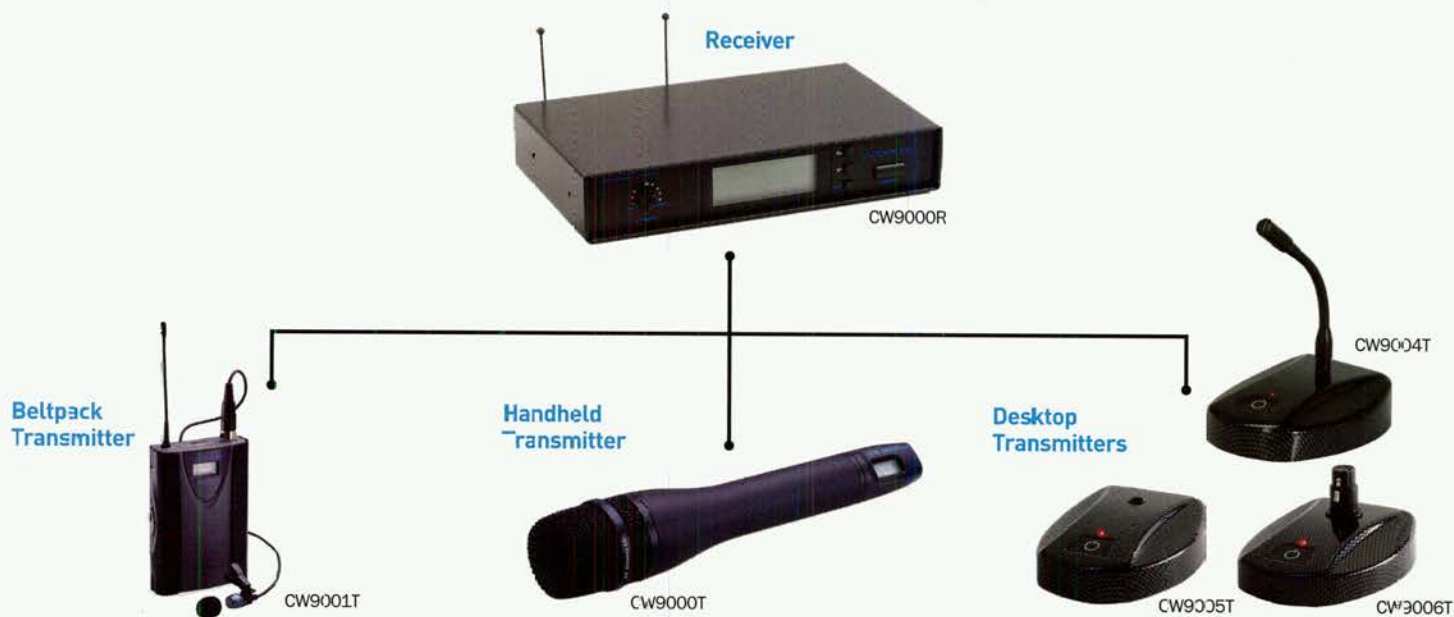 Receiver
CW9000R
CW9004T
Beltpack
Transmitter
Handheld
Transmitter
Desktop
Transmitters
CW9001T
CW9000T
CW9005T
CW9006T